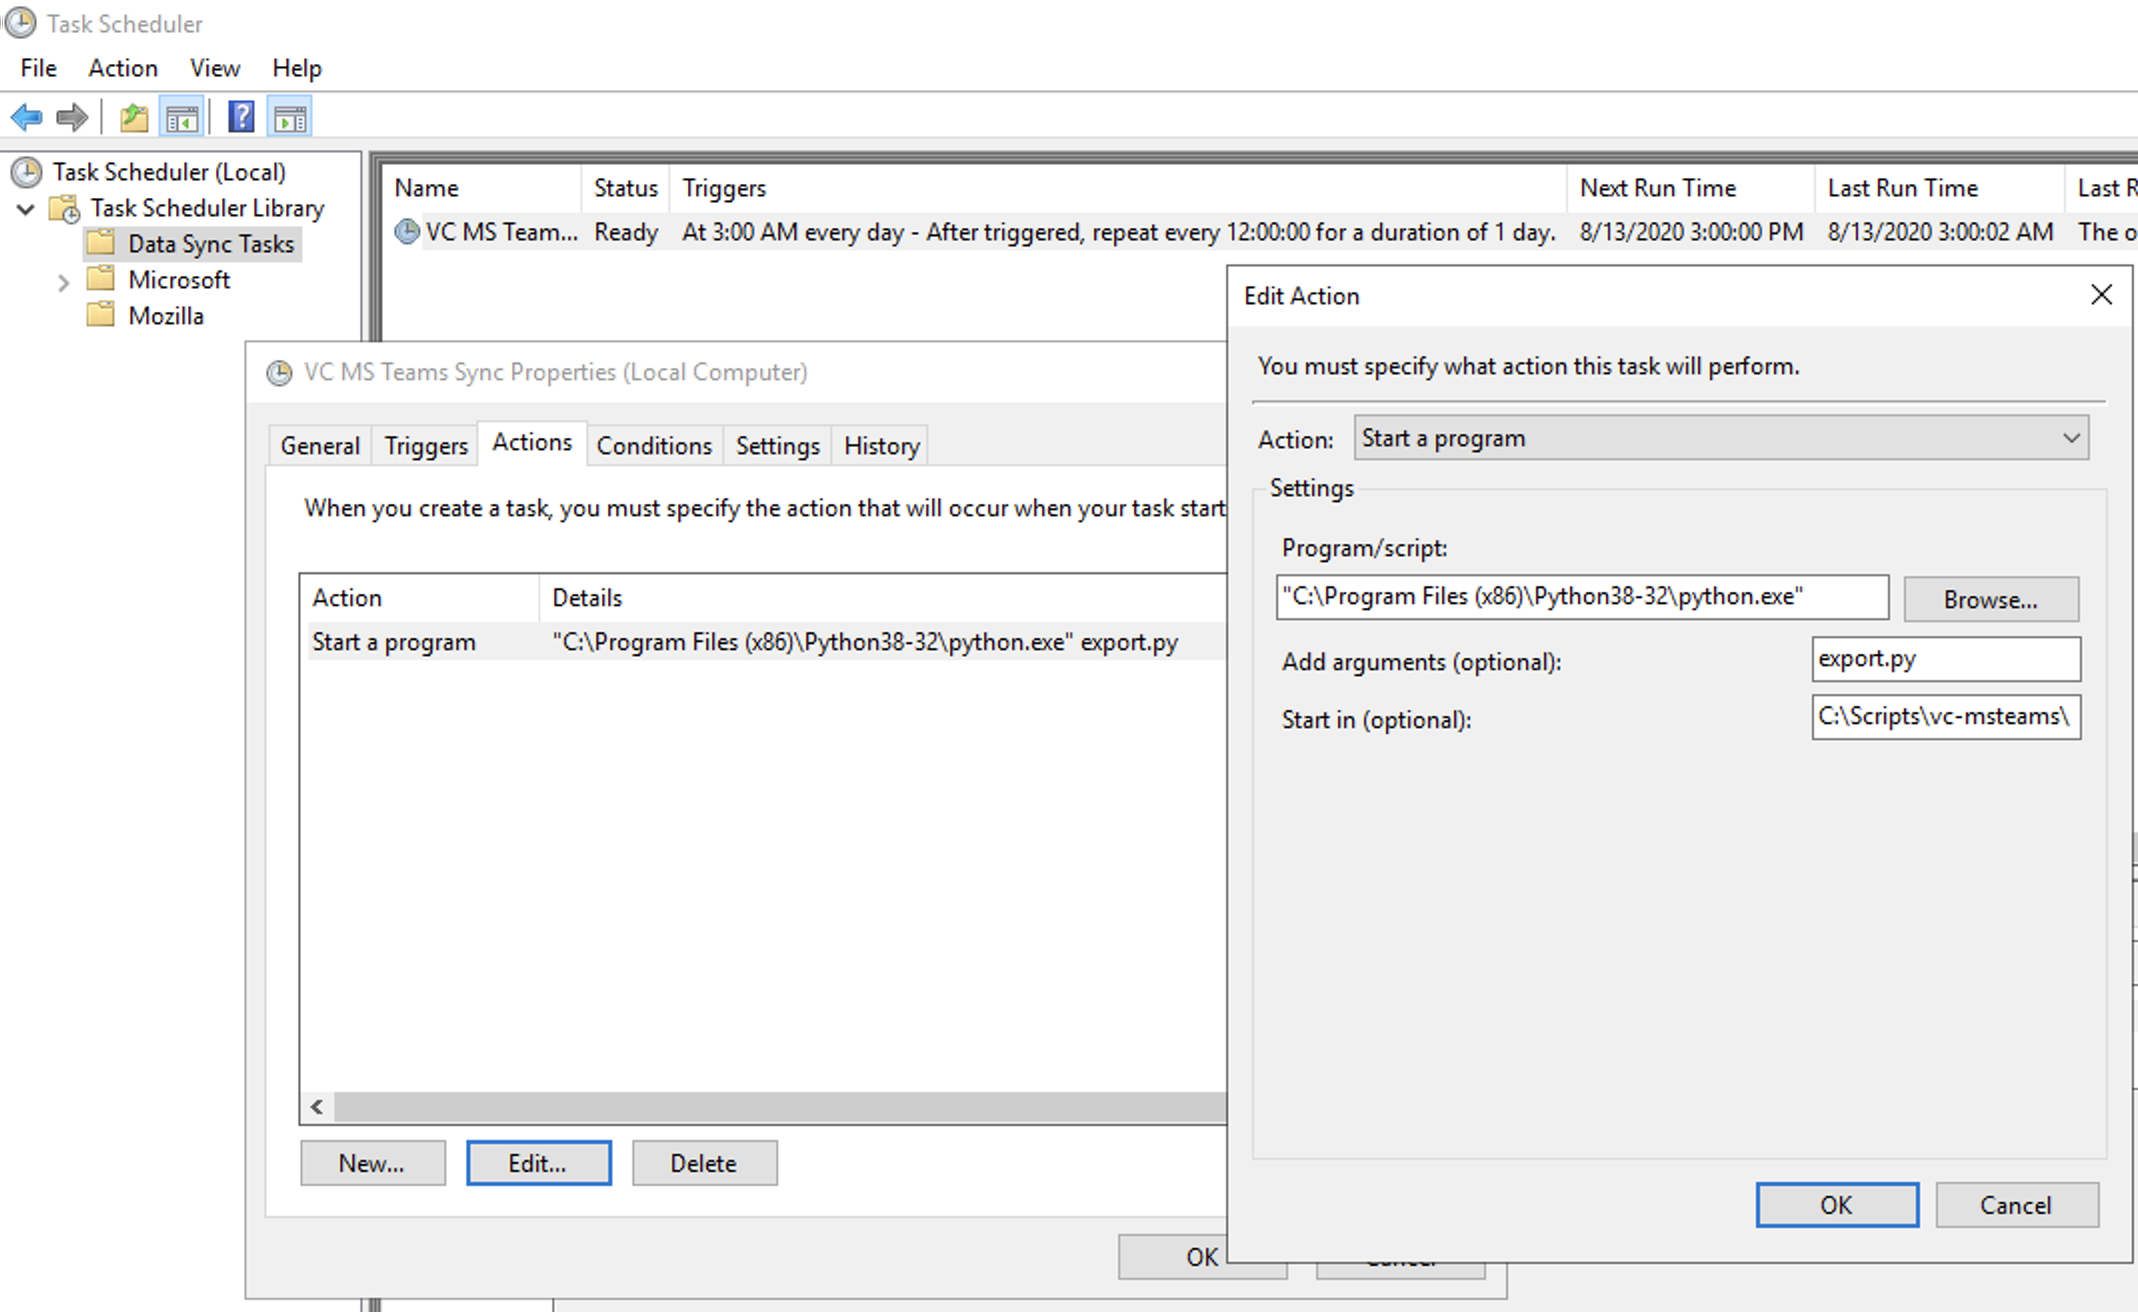 Task Scheduler
File Action View Help
Task Scheduler (Local)
Task Scheduler Library
Data Sync Tasks
Microsoft
Mozilla
Name Status Triggers Next Run Time Last Run Time Last R
VC MS Team... Ready At 3:00 AM every day - After triggered, repeat every 12:00:00 for a duration of 1 day. 8/13/2020 3:00:00 PM 8/13/2020 3:00:02 AM The o
VC MS Teams Sync Properties (Local Computer)
General Triggers Actions Conditions Settings History
When you create a task, you must specify the action that will occur when your task start
Action Details
Start a program "C:\Program Files (x86)\Python38-32\python.exe" export.py
New... Edit... Delete
OK
Edit Action
You must specify what action this task will perform.
Action: Start a program
Settings
Program/script:
"C:\Program Files (x86)\Python38-32\python.exe" Browse...
Add arguments (optional): export.py
Start in (optional): C:\Scripts\vc-msteams\
OK Cancel